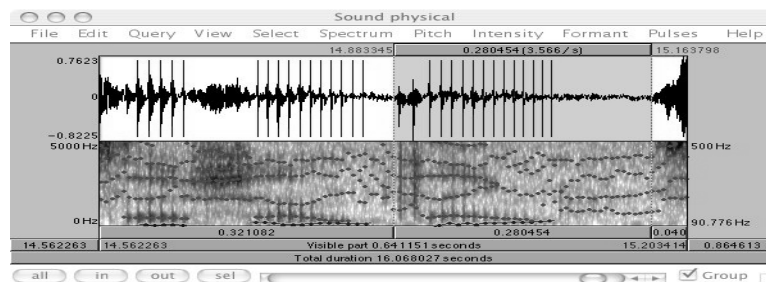 Sound physical
File Edit Query View Select Spectrum Pitch Intensity Formant Pulses Help
14.883345 0.280454 (3.566 / s) 15.163798
0.7623
0
-0.8225
5000 Hz 500 Hz
0 Hz 90.776 Hz
0.321082 0.280454 0.040
14.562263 14.562263 Visible part 0.641151 seconds 15.203414 0.864613
Total duration 16.068027 seconds
all in out sel Group